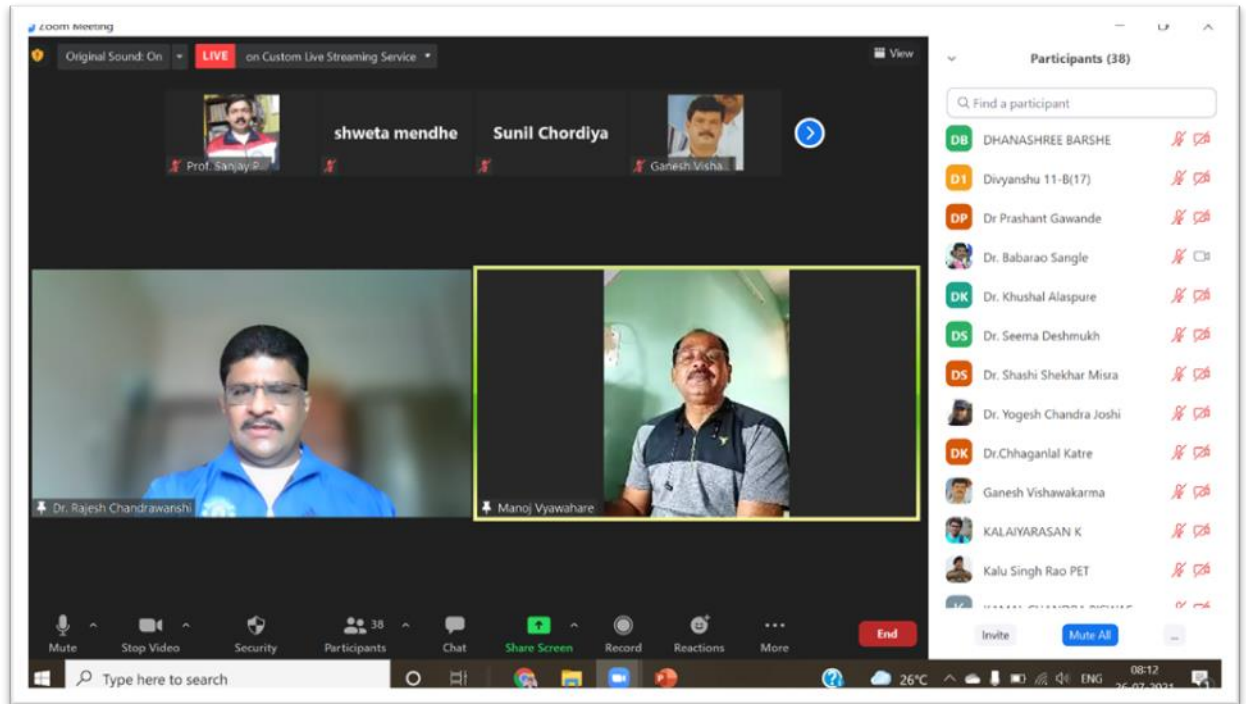 Zoom Meeting
Original Sound: On
LIVE on Custom Live Streaming Service
View
Prof. Sanjay P...
shweta mendhe
Sunil Chordiya
Ganesh Visha...
Dr. Rajesh Chandrawanshi
Manoj Vyawahare
Participants (38)
Find a participant
DB DHANASHREE BARSHE
D1 Divyanshu 11-B(17)
DP Dr Prashant Gawande
Dr. Babarao Sangle
DK Dr. Khushal Alaspure
DS Dr. Seema Deshmukh
DS Dr. Shashi Shekhar Misra
Dr. Yogesh Chandra Joshi
DK Dr.Chhaganlal Katre
Ganesh Vishawakarma
KALAIYARASAN K
Kalu Singh Rao PET
Invite Mute All ...
Mute Stop Video Security Participants 38 Chat Share Screen Record Reactions More End
Type here to search 26°C ENG 08:12
26-07-2021